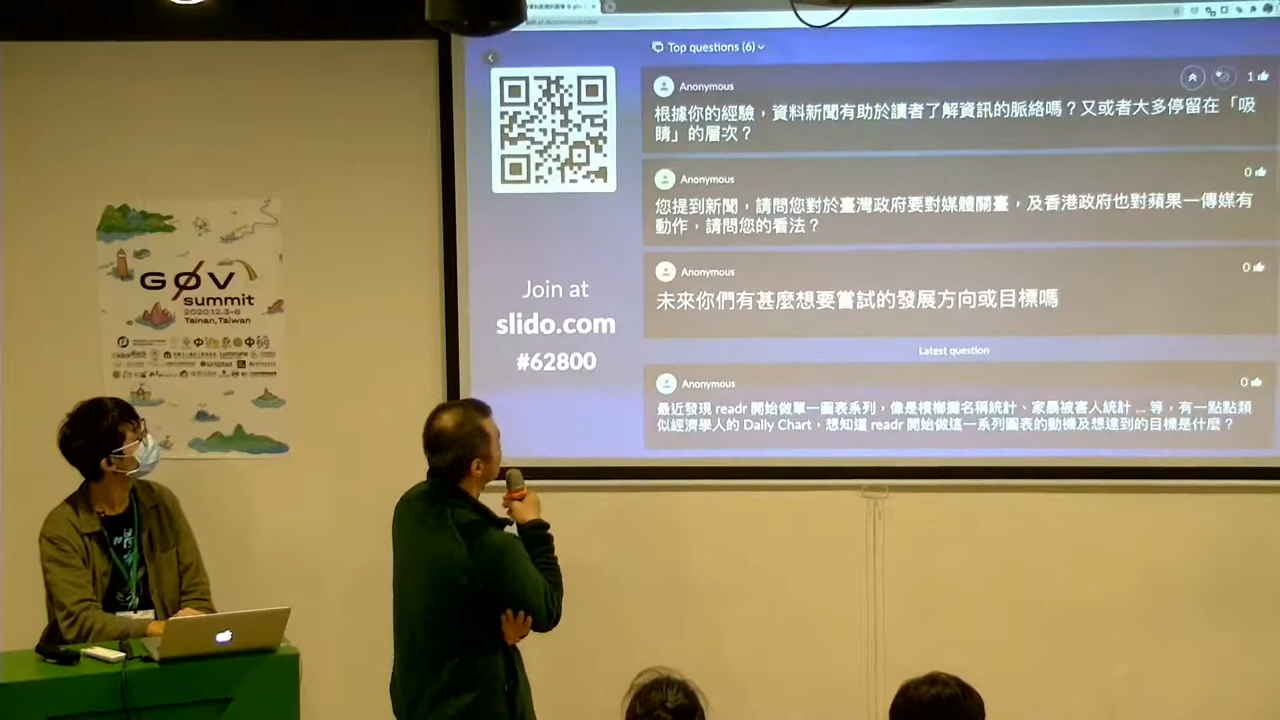 Top questions (6)
Anonymous
1
根據你的經驗，資料新聞有助於讀者了解資訊的脈絡嗎？又或者大多停留在「吸
睛」的層次？
Anonymous
0
您提到新聞，請問您對於臺灣政府要對媒體關臺，及香港政府也對蘋果一傳媒有
動作，請問您的看法？
Anonymous
0
未來你們有甚麼想要嘗試的發展方向或目標嗎
Latest question
Anonymous
0
最近發現 readr 開始做單一圖表系列，像是檳榔攤名稱統計、家暴被害人統計 ... 等，有一點點類
似經濟學人的 Daily Chart，想知道 readr 開始做這一系列圖表的動機及想達到的目標是什麼？
Join at
slido.com
#62800
GØV
summit
2020.12.3-6
Tainan, Taiwan